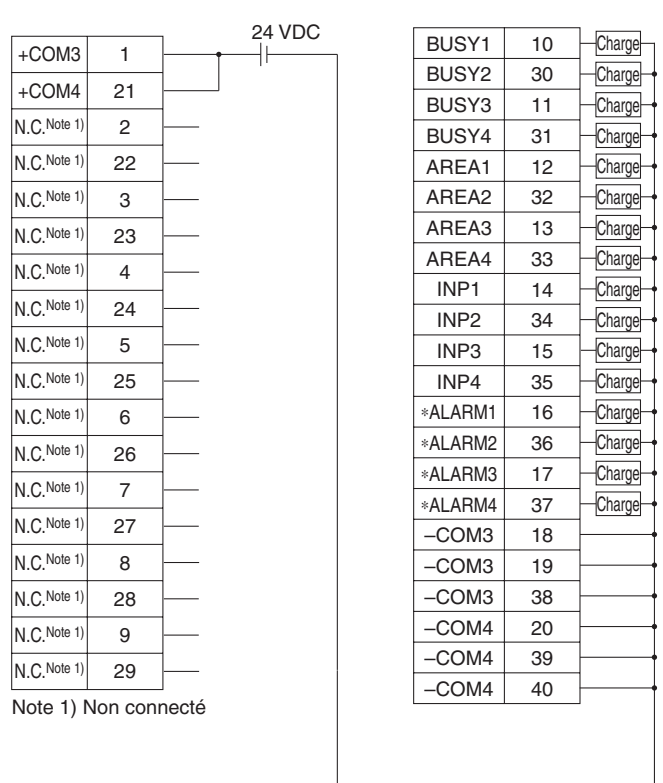 24 VDC
+COM3 1
+COM4 21
N.C.Note 1) 2
N.C.Note 1) 22
N.C.Note 1) 3
N.C.Note 1) 23
N.C.Note 1) 4
N.C.Note 1) 24
N.C.Note 1) 5
N.C.Note 1) 25
N.C.Note 1) 6
N.C.Note 1) 26
N.C.Note 1) 7
N.C.Note 1) 27
N.C.Note 1) 8
N.C.Note 1) 28
N.C.Note 1) 9
N.C.Note 1) 29
Note 1) Non connecté
BUSY1 10 Charge
BUSY2 30 Charge
BUSY3 11 Charge
BUSY4 31 Charge
AREA1 12 Charge
AREA2 32 Charge
AREA3 13 Charge
AREA4 33 Charge
INP1 14 Charge
INP2 34 Charge
INP3 15 Charge
INP4 35 Charge
*ALARM1 16 Charge
*ALARM2 36 Charge
*ALARM3 17 Charge
*ALARM4 37 Charge
–COM3 18
–COM3 19
–COM3 38
–COM4 20
–COM4 39
–COM4 40